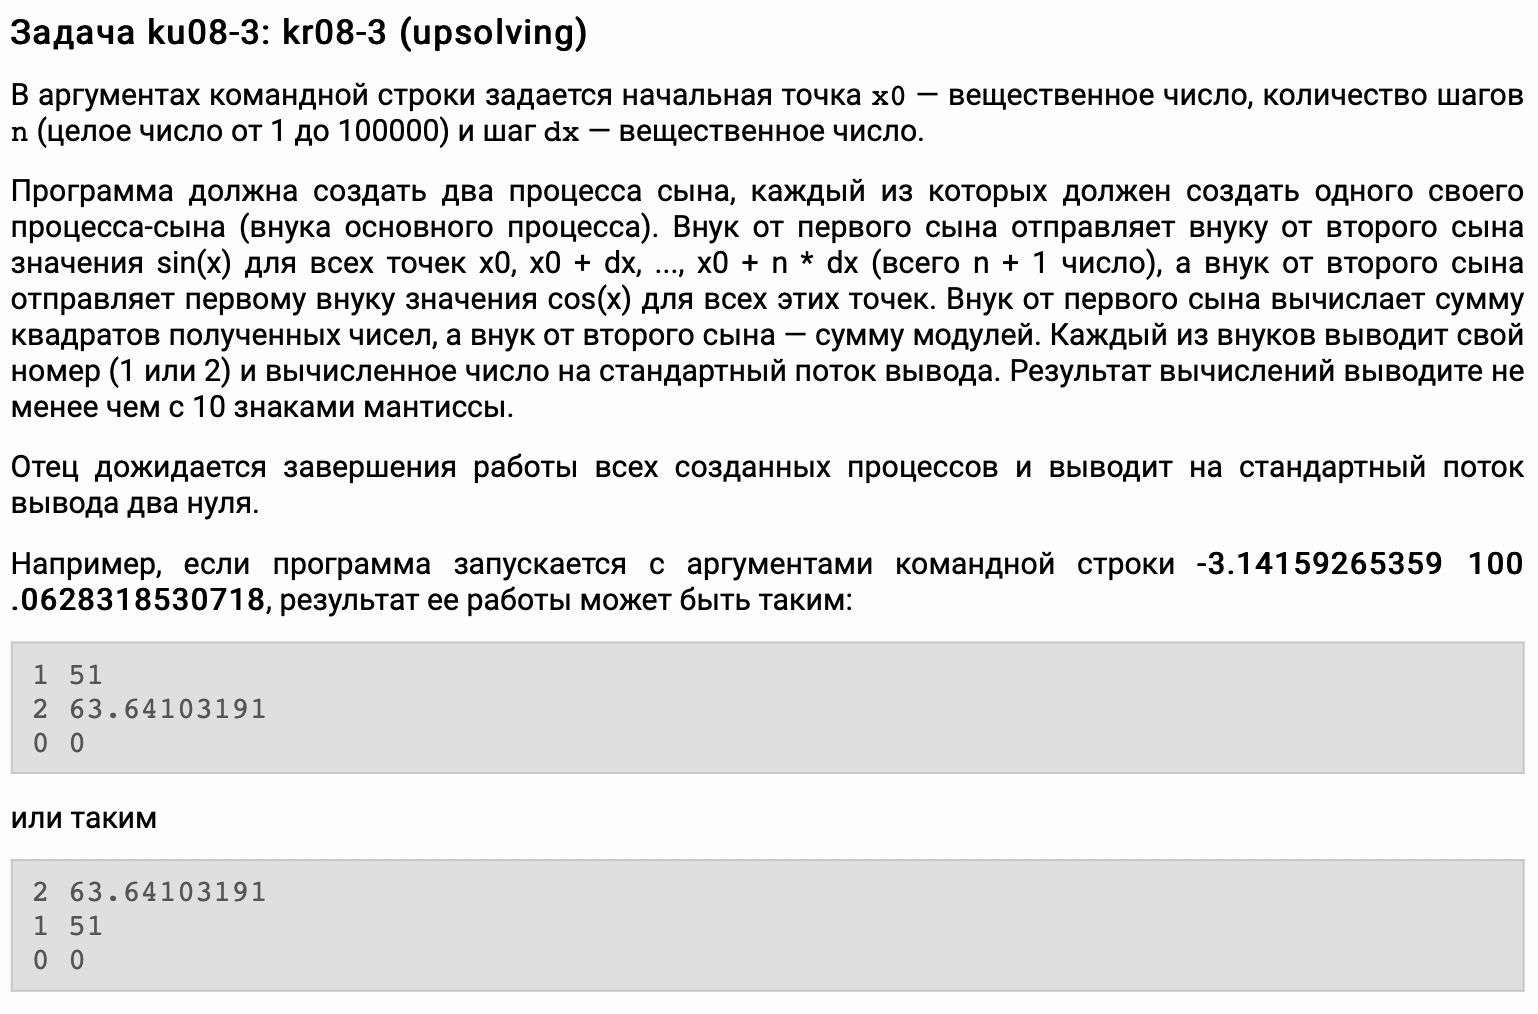 Задача ku08-3: kr08-3 (upsolving)
В аргументах командной строки задается начальная точка x0 — вещественное число, количество шагов
n (целое число от 1 до 100000) и шаг dx — вещественное число.
Программа должна создать два процесса сына, каждый из которых должен создать одного своего
процесса-сына (внука основного процесса). Внук от первого сына отправляет внуку от второго сына
значения sin(x) для всех точек x0, x0 + dx, ..., x0 + n * dx (всего n + 1 число), а внук от второго сына
отправляет первому внуку значения cos(x) для всех этих точек. Внук от первого сына вычислает сумму
квадратов полученных чисел, а внук от второго сына — сумму модулей. Каждый из внуков выводит свой
номер (1 или 2) и вычисленное число на стандартный поток вывода. Результат вычислений выводите не
менее чем с 10 знаками мантиссы.
Отец дожидается завершения работы всех созданных процессов и выводит на стандартный поток
вывода два нуля.
Например, если программа запускается с аргументами командной строки -3.14159265359 100
.0628318530718, результат ее работы может быть таким:
1 51
2 63.64103191
0 0
или таким
2 63.64103191
1 51
0 0